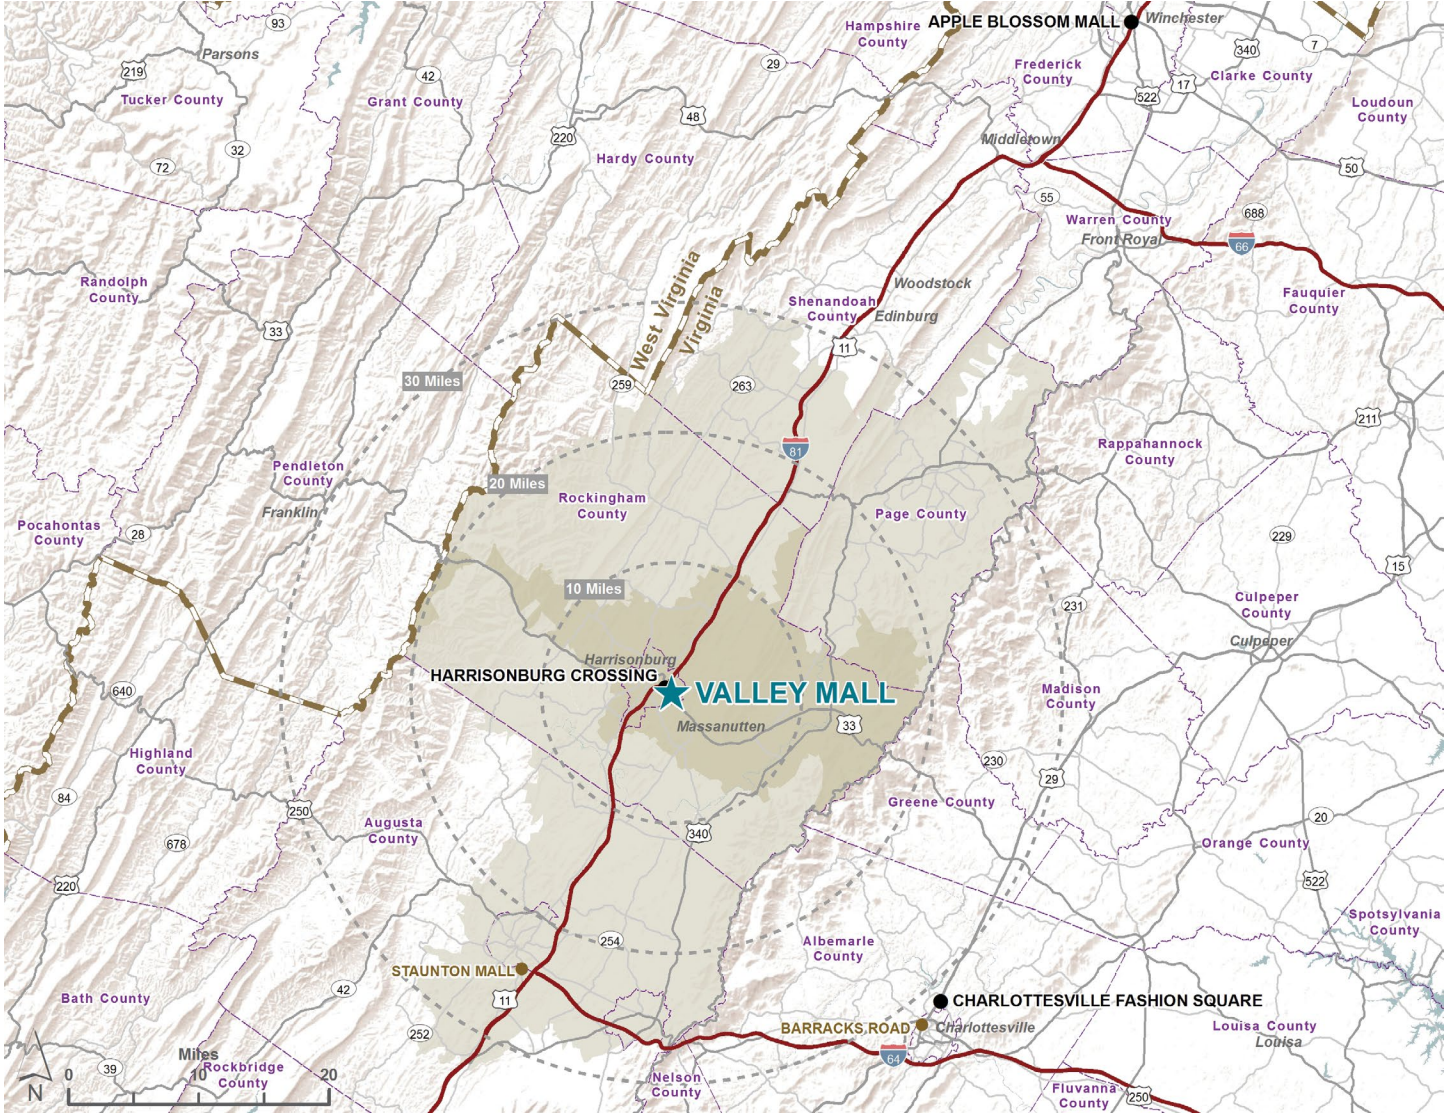 93
Hampshire
County
APPLE BLOSSOM MALL
Winchester
Parsons
219
42
29
Frederick
County
340
7
Clarke County
Tucker County
Grant County
48
522
17
Loudoun
County
220
32
72
Hardy County
Middletown
50
55
688
Warren County
Front Royal
66
Randolph
County
West Virginia
Virginia
Woodstock
Shenandoah
County
Edinburg
Fauquier
County
33
11
30 Miles
259
263
211
81
Rappahannock
County
Pendleton
County
20 Miles
Rockingham
County
Franklin
Page County
Pocahontas
County
28
229
15
10 Miles
231
Culpeper
County
Culpeper
Harrisonburg
HARRISONBURG CROSSING
VALLEY MALL
640
Madison
County
Massanutten
33
Highland
County
230
29
84
250
Greene County
Augusta
County
340
20
678
Orange County
220
522
Spotsylvania
County
254
Albemarle
County
STAUNTON MALL
42
11
Bath County
CHARLOTTESVILLE FASHION SQUARE
252
BARRACKS ROAD
Charlottesville
Louisa County
Louisa
64
Miles
39
Rockbridge
County
N
0
10
20
Nelson
County
Fluvanna
County
250